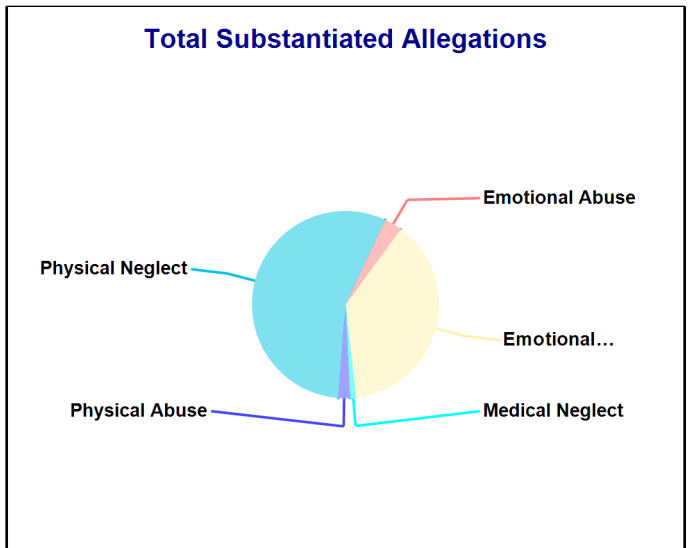 Total Substantiated Allegations
Emotional Abuse
Physical Neglect
Emotional…
Physical Abuse
Medical Neglect